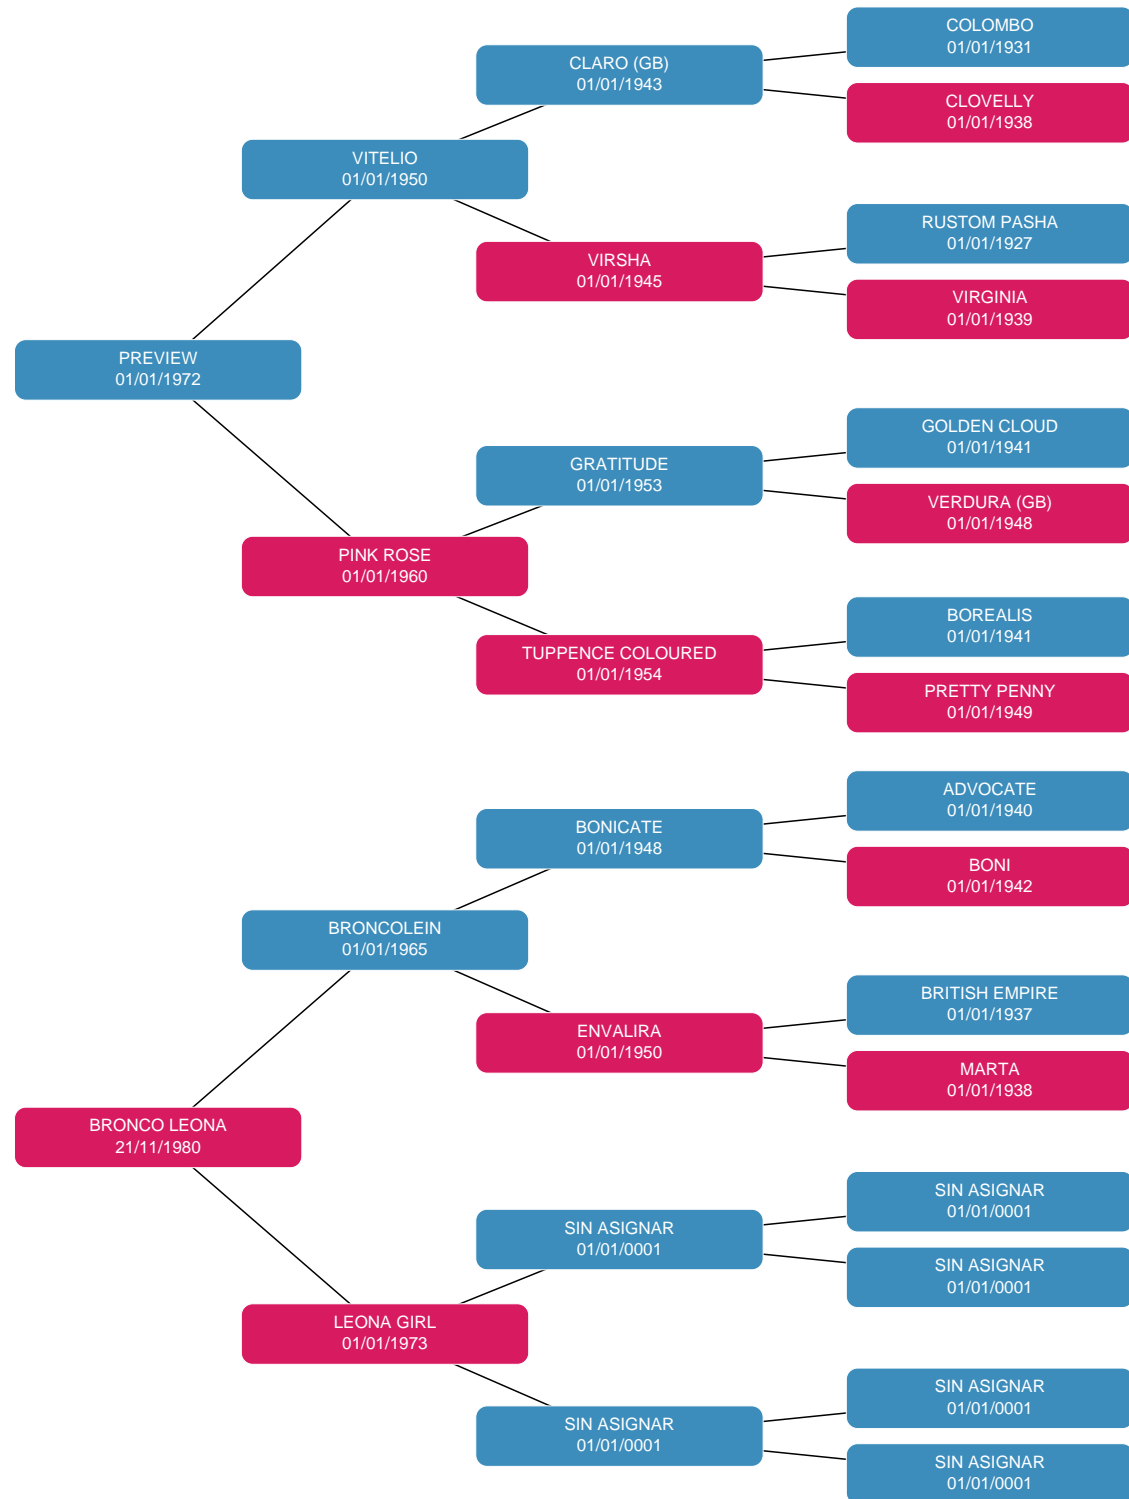 COLOMBO
01/01/1931
CLARO (GB)
01/01/1943
CLOVELLY
01/01/1938
VITELIO
01/01/1950
RUSTOM PASHA
01/01/1927
VIRSHA
01/01/1945
VIRGINIA
01/01/1939
PREVIEW
01/01/1972
GOLDEN CLOUD
01/01/1941
GRATITUDE
01/01/1953
VERDURA (GB)
01/01/1948
PINK ROSE
01/01/1960
BOREALIS
01/01/1941
TUPPENCE COLOURED
01/01/1954
PRETTY PENNY
01/01/1949
ADVOCATE
01/01/1940
BONICATE
01/01/1948
BONI
01/01/1942
BRONCOLEIN
01/01/1965
BRITISH EMPIRE
01/01/1937
ENVALIRA
01/01/1950
MARTA
01/01/1938
BRONCO LEONA
21/11/1980
SIN ASIGNAR
01/01/0001
SIN ASIGNAR
01/01/0001
SIN ASIGNAR
01/01/0001
LEONA GIRL
01/01/1973
SIN ASIGNAR
01/01/0001
SIN ASIGNAR
01/01/0001
SIN ASIGNAR
01/01/0001